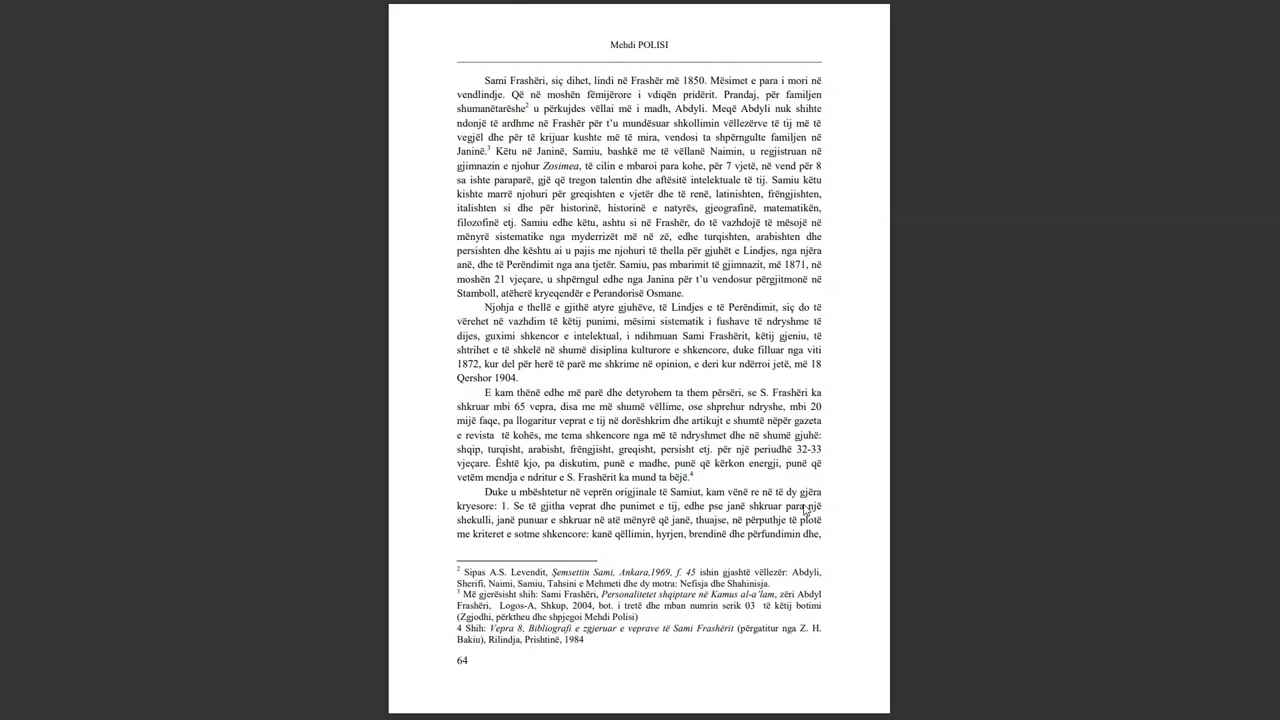 Mehdi POLISI
Sami Frashëri, siç dihet, lindi në Frashër më 1850. Mësimet e para i mori në
vendlindje. Që në moshën fëmijërore i vdiqën pridërit. Prandaj, për familjen
shumanëtarëshe² u përkujdes vëllai më i madh, Abdyli. Meqë Abdyli nuk shihte
ndonjë të ardhme në Frashër për t’u mundësuar shkollimin vëllezërve të tij më të
vegjël dhe për të krijuar kushte më të mira, vendosi ta shpërngulte familjen në
Janinë.³ Këtu në Janinë, Samiu, bashkë me të vëllanë Naimin, u regjistruan në
gjimnazin e njohur Zosimea, të cilin e mbaroi para kohe, për 7 vjetë, në vend për 8
sa ishte paraparë, gjë që tregon talentin dhe aftësitë intelektuale të tij. Samiu këtu
kishte marrë njohuri për greqishten e vjetër dhe të renë, latinishten, frëngjishten,
italishten si dhe për historinë, historinë e natyrës, gjeografinë, matematikën,
filozofinë etj. Samiu edhe këtu, ashtu si në Frashër, do të vazhdojë të mësojë në
mënyrë sistematike nga myderrizët më në zë, edhe turqishten, arabishten dhe
persishten dhe kështu ai u pajis me njohuri të thella për gjuhët e Lindjes, nga njëra
anë, dhe të Perëndimit nga ana tjetër. Samiu, pas mbarimit të gjimnazit, më 1871, në
moshën 21 vjeçare, u shpërngul edhe nga Janina për t’u vendosur përgjitmonë në
Stamboll, atëherë kryeqendër e Perandorisë Osmane.
Njohja e thellë e gjithë atyre gjuhëve, të Lindjes e të Perëndimit, siç do të
vërehet në vazhdim të këtij punimi, mësimi sistematik i fushave të ndryshme të
dijes, guximi shkencor e intelektual, i ndihmuan Sami Frashërit, këtij gjeniu, të
shtrihet e të shkelë në shumë disiplina kulturore e shkencore, duke filluar nga viti
1872, kur del për herë të parë me shkrime në opinion, e deri kur ndërroi jetë, më 18
Qershor 1904.
E kam thënë edhe më parë dhe detyrohem ta them përsëri, se S. Frashëri ka
shkruar mbi 65 vepra, disa me më shumë vëllime, ose shprehur ndryshe, mbi 20
mijë faqe, pa llogaritur veprat e tij në dorëshkrim dhe artikujt e shumtë nëpër gazeta
e revista të kohës, me tema shkencore nga më të ndryshmet dhe në shumë gjuhë:
shqip, turqisht, arabisht, frëngjisht, greqisht, persisht etj. për një periudhë 32-33
vjeçare. Është kjo, pa diskutim, punë e madhe, punë që kërkon energji, punë që
vetëm mendja e ndritur e S. Frashërit ka mund ta bëjë.⁴
Duke u mbështetur në veprën origjinale të Samiut, kam vënë re në të dy gjëra
kryesore: 1. Se të gjitha veprat dhe punimet e tij, edhe pse janë shkruar para një
shekulli, janë punuar e shkruar në atë mënyrë që janë, thuajse, në përputhje të plotë
me kriteret e sotme shkencore: kanë qëllimin, hyrjen, brendinë dhe përfundimin dhe,
² Sipas A.S. Levendit, Şemsettin Sami, Ankara,1969, f. 45 ishin gjashtë vëllezër: Abdyli,
Sherifi, Naimi, Samiu, Tahsini e Mehmeti dhe dy motra: Nefisja dhe Shahinisja.
³ Më gjerësisht shih: Sami Frashëri, Personalitetet shqiptare në Kamus al-a’lam, zëri Abdyl
Frashëri, Logos-A, Shkup, 2004, bot. i tretë dhe mban numrin serik 03 të këtij botimi
(Zgjodhi, përktheu dhe shpjegoi Mehdi Polisi)
4 Shih: Vepra 8, Bibliografi e zgjeruar e veprave të Sami Frashërit (përgatitur nga Z. H.
Bakiu), Rilindja, Prishtinë, 1984
64